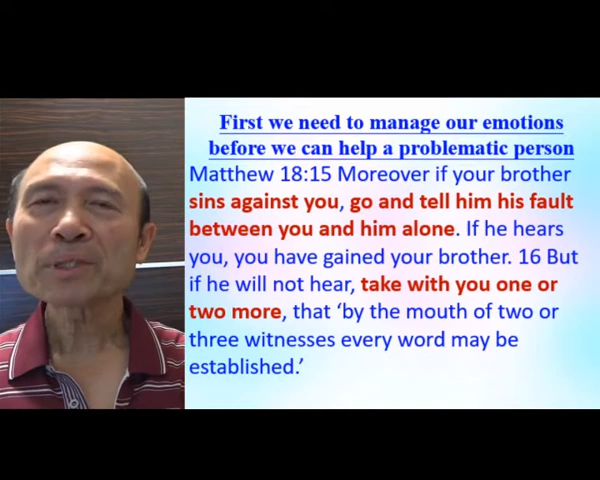 First we need to manage our emotions
before we can help a problematic person
Matthew 18:15 Moreover if your brother
sins against you, go and tell him his fault
between you and him alone. If he hears
you, you have gained your brother. 16 But
if he will not hear, take with you one or
two more, that ‘by the mouth of two or
three witnesses every word may be
established.’